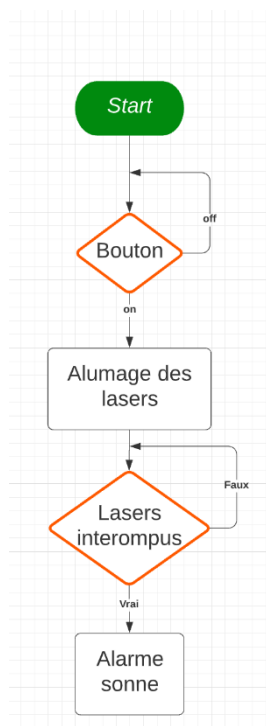 Start
off
Bouton
on
Alumage des
lasers
Faux
Lasers
interompus
Vrai
Alarme
sonne